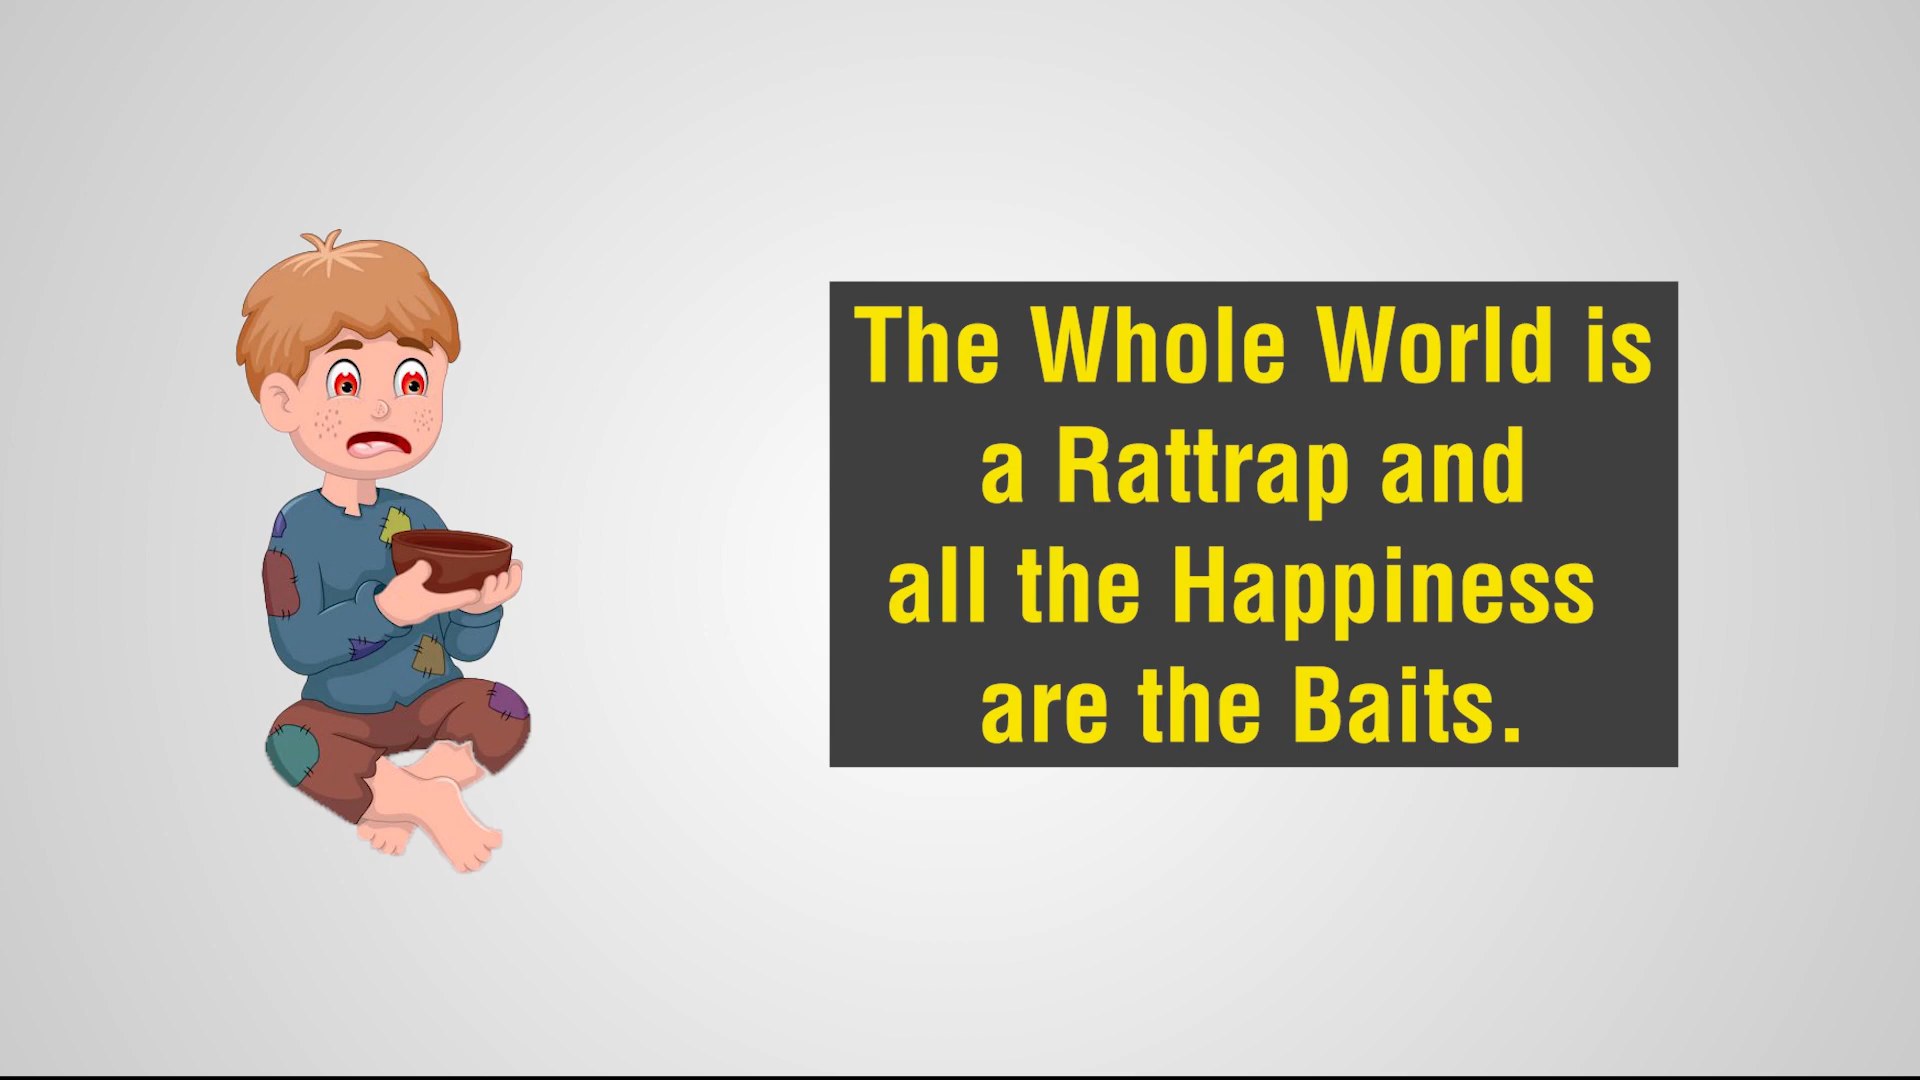 The Whole World is
a Rattrap and
all the Happiness
are the Baits.